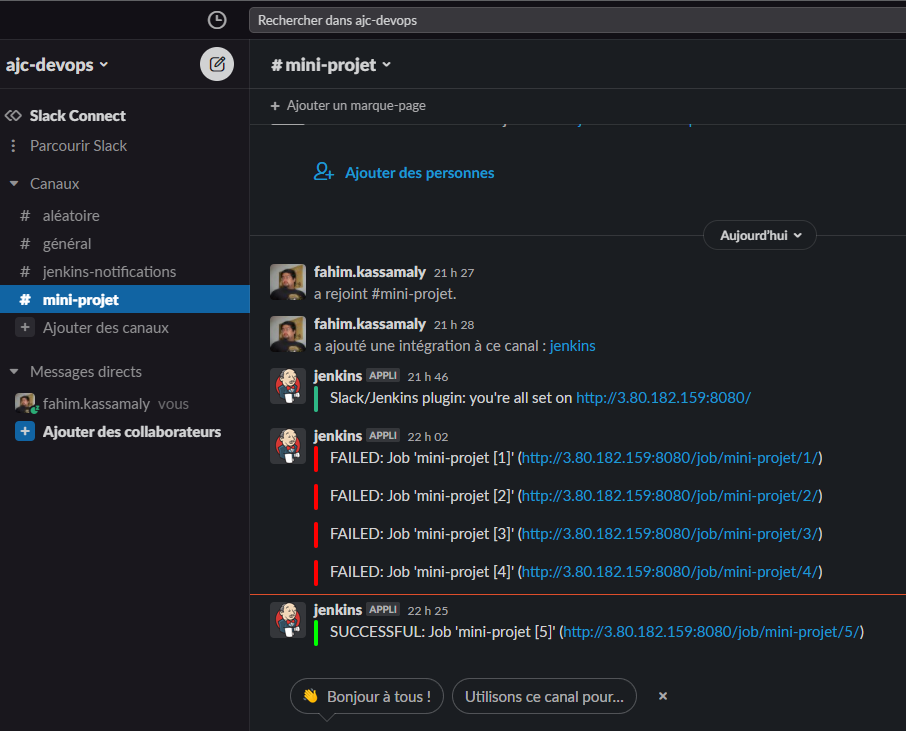 Rechercher dans ajc-devops
ajc-devops
Slack Connect
Parcourir Slack
Canaux
# aléatoire
# général
# jenkins-notifications
# mini-projet
+ Ajouter des canaux
Messages directs
fahim.kassamaly vous
+ Ajouter des collaborateurs
# mini-projet
+ Ajouter un marque-page
Ajouter des personnes
Aujourd'hui
fahim.kassamaly 21 h 27
a rejoint #mini-projet.
fahim.kassamaly 21 h 28
a ajouté une intégration à ce canal : jenkins
jenkins APPLI 21 h 46
Slack/Jenkins plugin: you're all set on http://3.80.182.159:8080/
jenkins APPLI 22 h 02
FAILED: Job 'mini-projet [1]' (http://3.80.182.159:8080/job/mini-projet/1/)
FAILED: Job 'mini-projet [2]' (http://3.80.182.159:8080/job/mini-projet/2/)
FAILED: Job 'mini-projet [3]' (http://3.80.182.159:8080/job/mini-projet/3/)
FAILED: Job 'mini-projet [4]' (http://3.80.182.159:8080/job/mini-projet/4/)
jenkins APPLI 22 h 25
SUCCESSFUL: Job 'mini-projet [5]' (http://3.80.182.159:8080/job/mini-projet/5/)
👋 Bonjour à tous !
Utilisons ce canal pour...